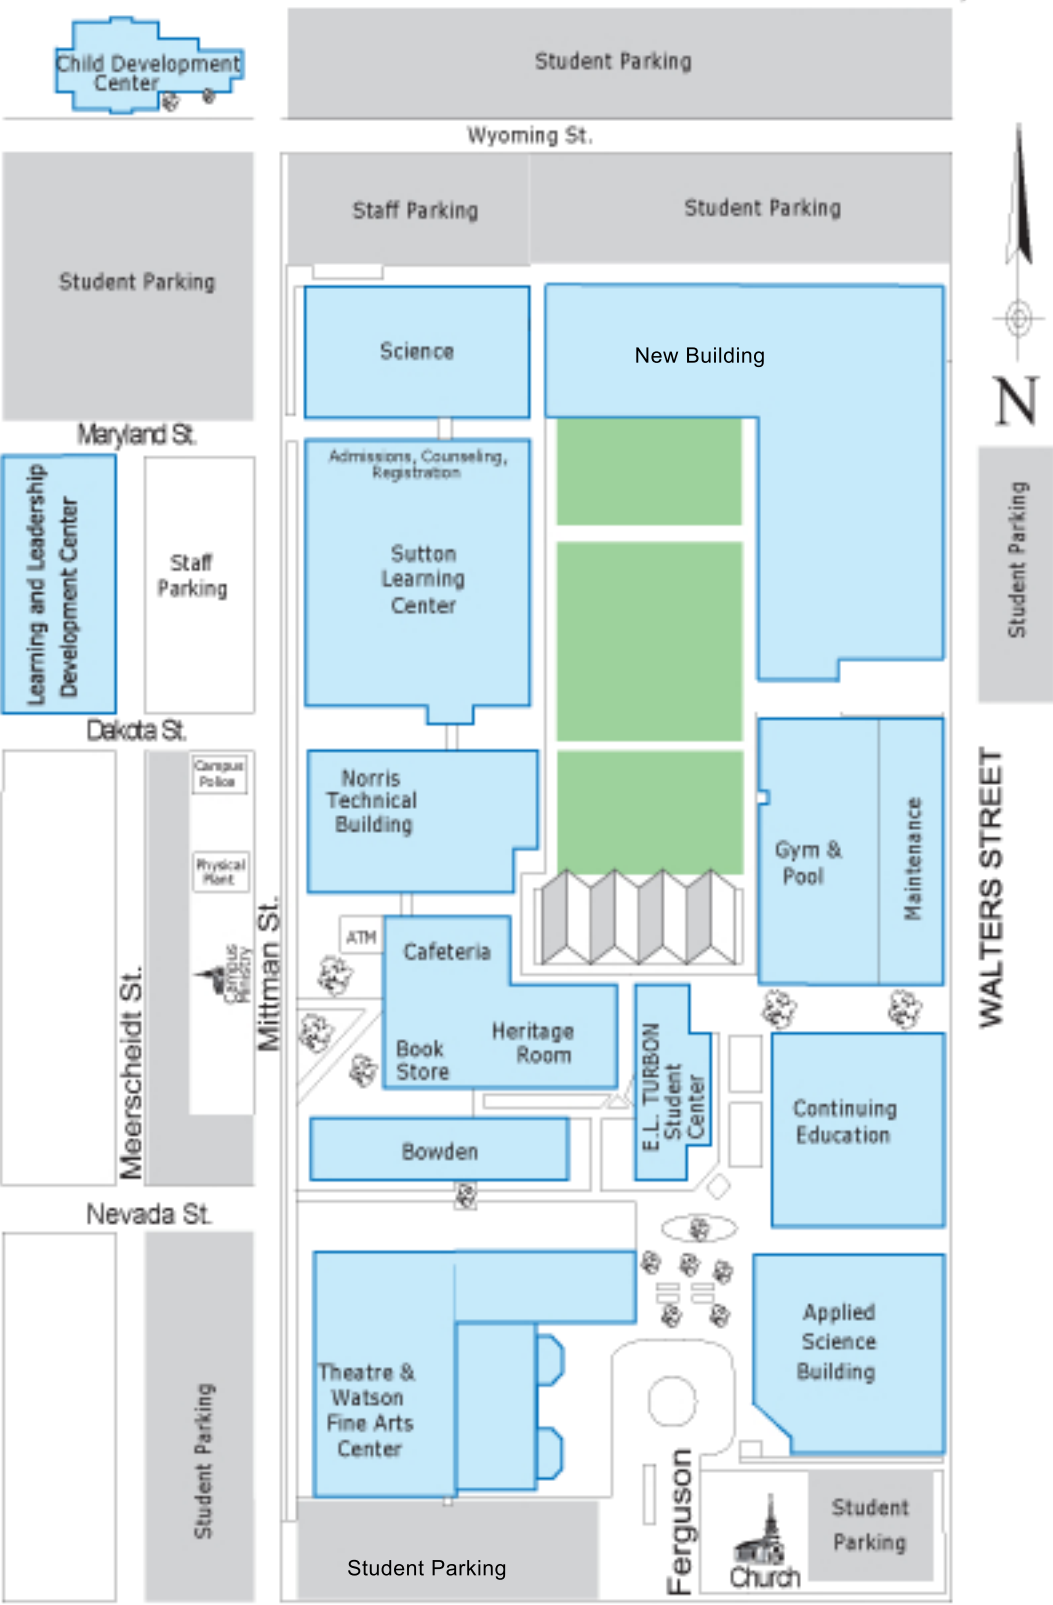 Child Development
Center
Student Parking
Wyoming St.
Staff Parking
Student Parking
Student Parking
Science
New Building
N
Maryland St.
Admissions, Counseling,
Registration
Learning and Leadership
Development Center
Staff
Parking
Sutton
Learning
Center
Student Parking
Dakota St.
Campus
Police
Norris
Technical
Building
Physical
Plant
Gym &
Pool
Maintenance
WALTERS STREET
Meerscheidt St.
Campus
Ministry
Mittman St.
ATM
Cafeteria
Heritage
Room
Book
Store
E.L. TURBON
Student
Center
Continuing
Education
Bowden
Nevada St.
Theatre &
Watson
Fine Arts
Center
Applied
Science
Building
Student Parking
Student Parking
Ferguson
Church
Student
Parking